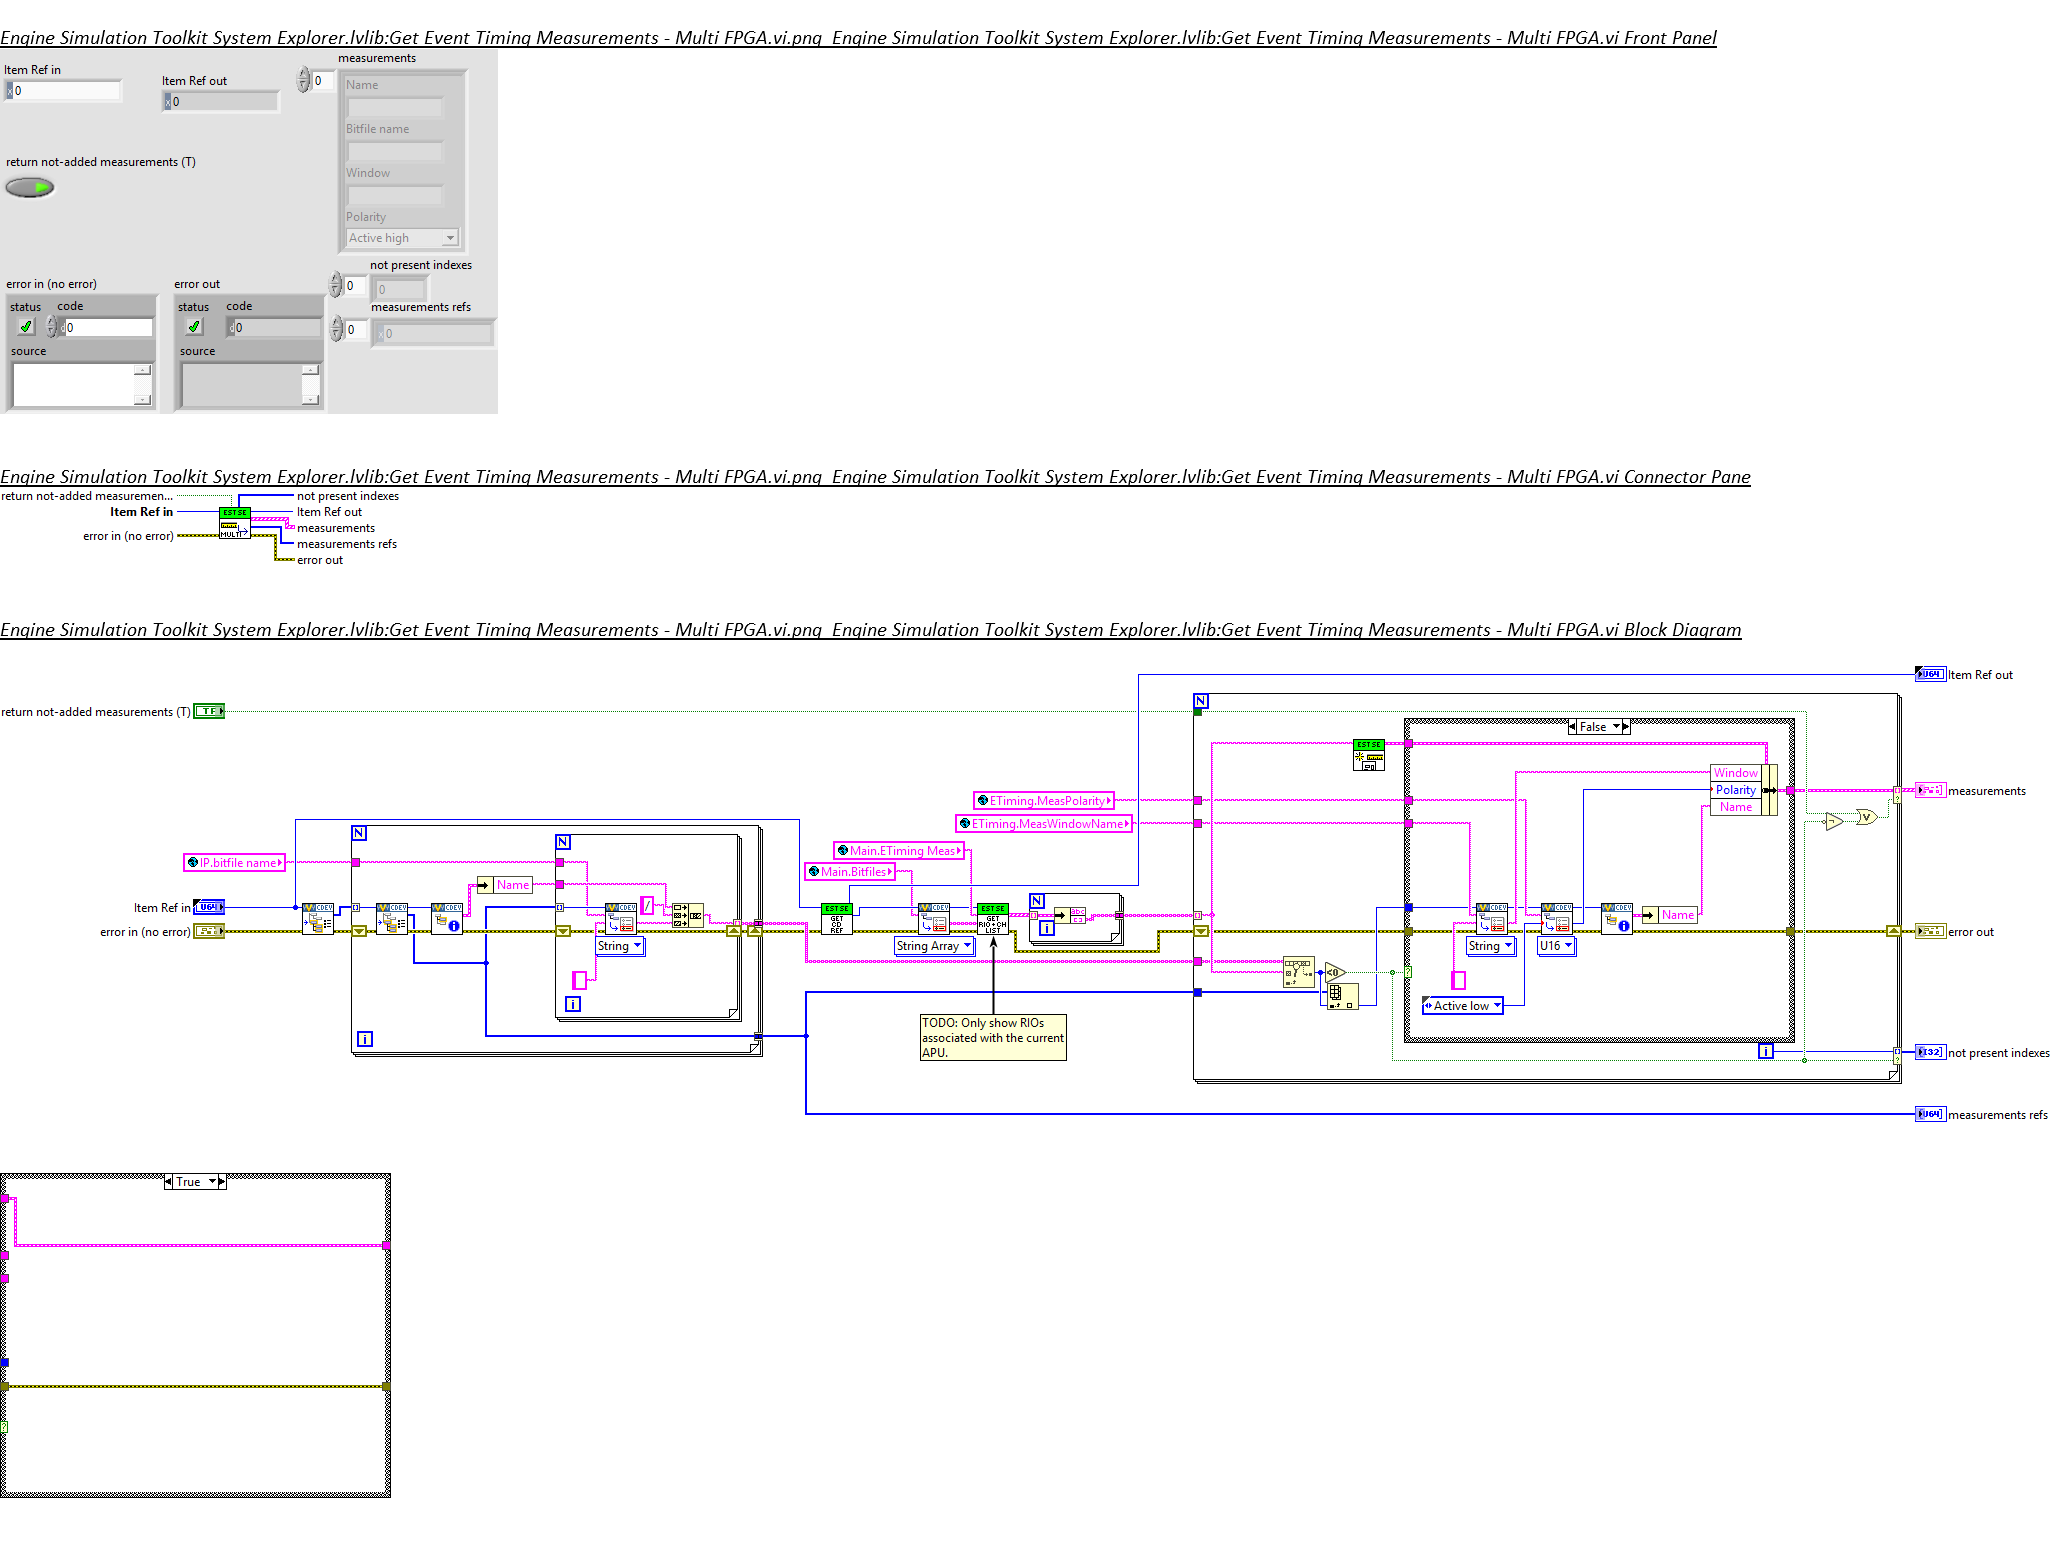 Engine Simulation Toolkit System Explorer.lvlib:Get Event Timing Measurements - Multi FPGA.vi.png  Engine Simulation Toolkit System Explorer.lvlib:Get Event Timing Measurements - Multi FPGA.vi Front Panel
measurements
Item Ref in
x 0
Item Ref out
x 0
0
Name
Bitfile name
Window
Polarity
Active high
return not-added measurements (T)
not present indexes
0
0
measurements refs
0
x 0
error in (no error)
status
code
d 0
source
error out
status
code
d 0
source
Engine Simulation Toolkit System Explorer.lvlib:Get Event Timing Measurements - Multi FPGA.vi.png  Engine Simulation Toolkit System Explorer.lvlib:Get Event Timing Measurements - Multi FPGA.vi Connector Pane
return not-added measuremen...
Item Ref in
error in (no error)
EST SE
MULTI
not present indexes
Item Ref out
measurements
measurements refs
error out
Engine Simulation Toolkit System Explorer.lvlib:Get Event Timing Measurements - Multi FPGA.vi.png  Engine Simulation Toolkit System Explorer.lvlib:Get Event Timing Measurements - Multi FPGA.vi Block Diagram
U64 Item Ref out
return not-added measurements (T) TF
N
False
EST SE
Window
Polarity
Name
measurements
ETiming.MeasPolarity
ETiming.MeasWindowName
Main.ETiming Meas
Main.Bitfiles
N
N
IP.bitfile name
Name
/
Item Ref in U64
error in (no error)
CDEV
CDEV
CDEV
CDEV
String
i
i
EST SE
GET CD REF
CDEV
String Array
EST SE
GET RIO+CH LIST
N
i
TODO: Only show RIOs
associated with the current
APU.
<0
CDEV
String
CDEV
U16
CDEV
Name
Active low
i
error out
I32 not present indexes
U64 measurements refs
True